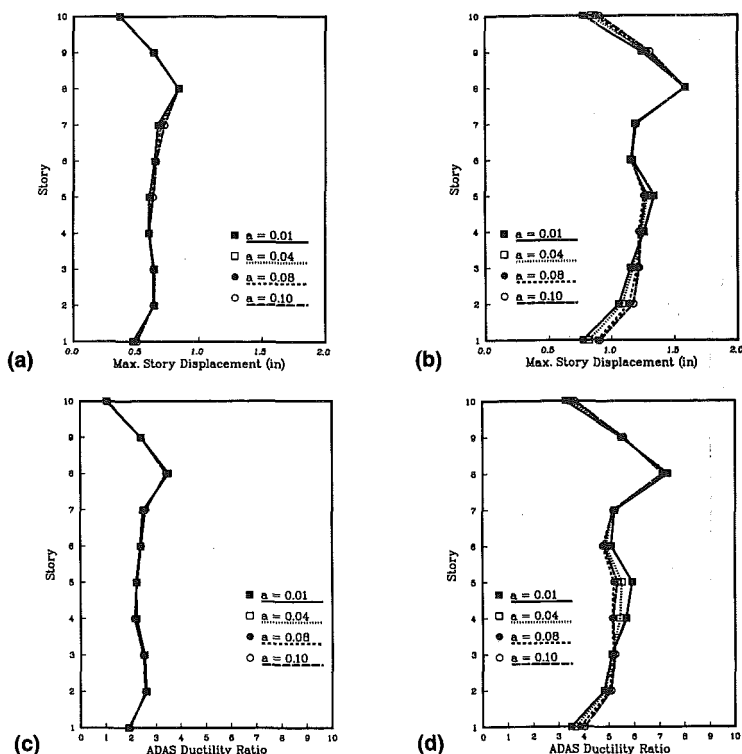 10
9
8
7
6
5
4
3
2
1
Story
a = 0.01
a = 0.04
a = 0.08
a = 0.10
0.0 0.5 1.0 1.5 2.0
Max. Story Displacement (in)
(a)
10
9
8
7
6
5
4
3
2
1
Story
a = 0.01
a = 0.04
a = 0.08
a = 0.10
0.0 0.5 1.0 1.5 2.0
Max. Story Displacement (in)
(b)
10
9
8
7
6
5
4
3
2
1
Story
a = 0.01
a = 0.04
a = 0.08
a = 0.10
0 1 2 3 4 5 6 7 8 9 10
ADAS Ductility Ratio
(c)
10
9
8
7
6
5
4
3
2
1
Story
a = 0.01
a = 0.04
a = 0.08
a = 0.10
0 1 2 3 4 5 6 7 8 9 10
ADAS Ductility Ratio
(d)